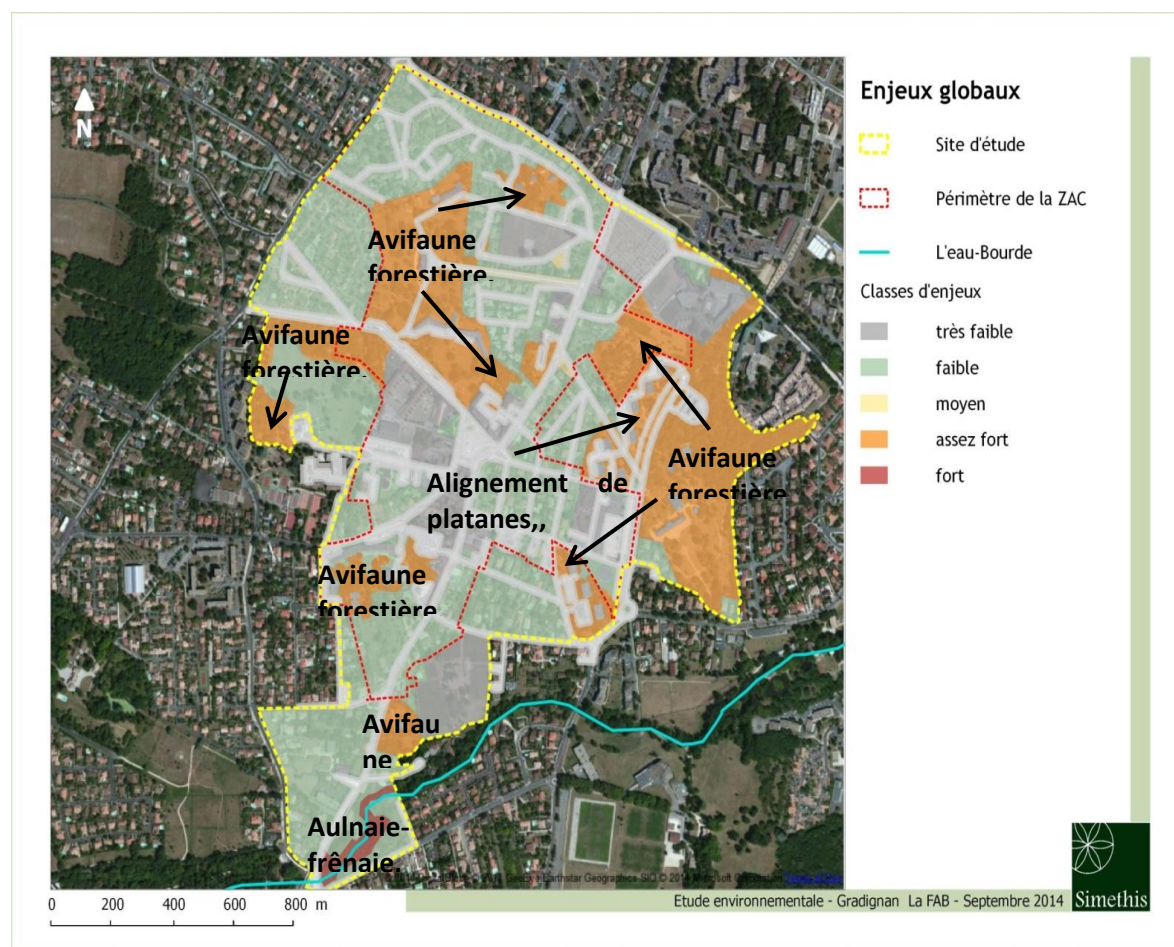 N
Avifaune
forestière.
Avifaune
forestière.
Avifaune
forestière
Alignement de
platanes,,
Avifaune
forestière
Avifau
ne
Aulnaie-
frênaie.
Enjeux globaux
Site d'étude
Périmètre de la ZAC
L'eau-Bourde
Classes d'enjeux
très faible
faible
moyen
assez fort
fort
0 200 400 600 800 m
Etude environnementale - Gradignan La FAB - Septembre 2014
Simethis